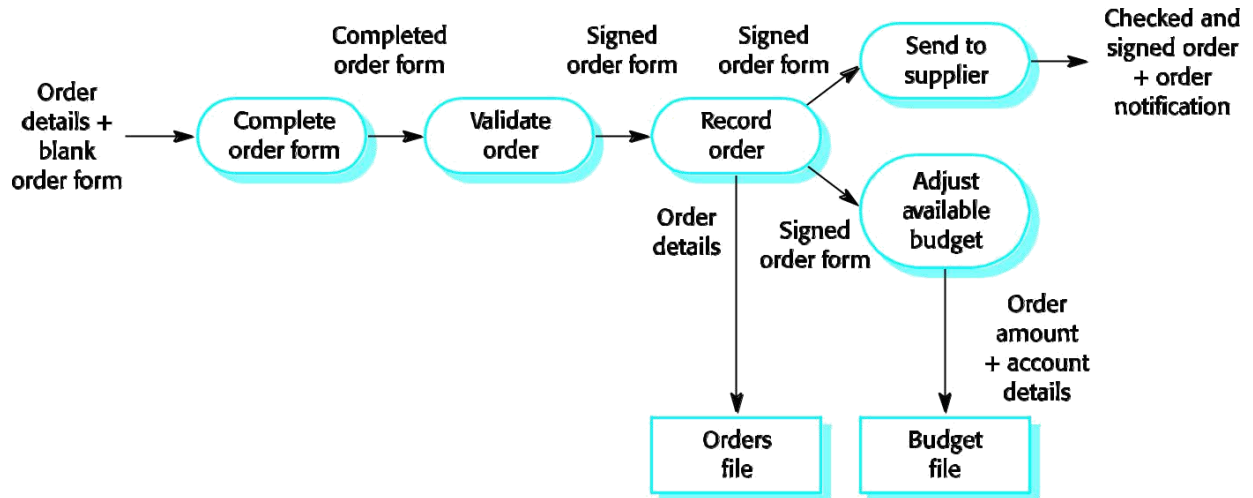 Order
details +
blank
order form
Complete
order form
Completed
order form
Validate
order
Signed
order form
Record
order
Signed
order form
Send to
supplier
Checked and
signed order
+ order
notification
Order
details
Signed
order form
Adjust
available
budget
Order
amount
+ account
details
Orders
file
Budget
file